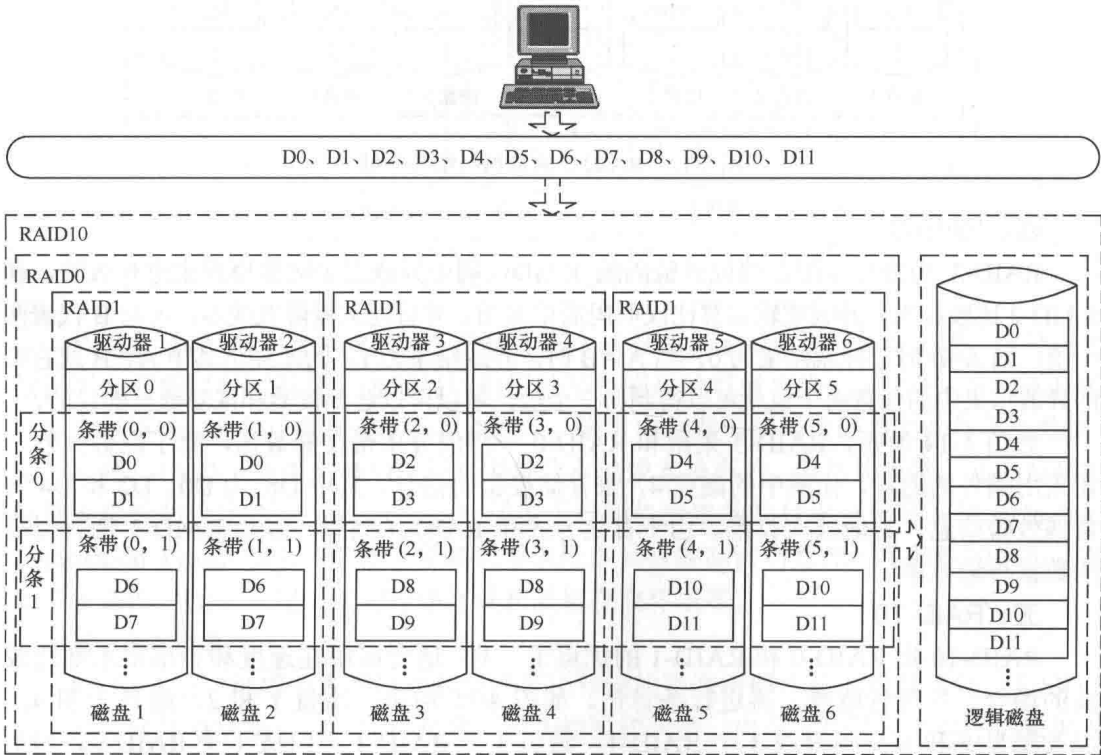 D0、D1、D2、D3、D4、D5、D6、D7、D8、D9、D10、D11
RAID10
RAID0
RAID1 RAID1 RAID1
驱动器1 驱动器2 驱动器3 驱动器4 驱动器5 驱动器6
分区0 分区1 分区2 分区3 分区4 分区5
分条0
条带(0，0) 条带(1，0) 条带(2，0) 条带(3，0) 条带(4，0) 条带(5，0)
D0 D0 D2 D2 D4 D4
D1 D1 D3 D3 D5 D5
分条1
条带(0，1) 条带(1，1) 条带(2，1) 条带(3，1) 条带(4，1) 条带(5，1)
D6 D6 D8 D8 D10 D10
D7 D7 D9 D9 D11 D11
⋮ ⋮ ⋮ ⋮ ⋮ ⋮
磁盘1 磁盘2 磁盘3 磁盘4 磁盘5 磁盘6
D0
D1
D2
D3
D4
D5
D6
D7
D8
D9
D10
D11
⋮
逻辑磁盘